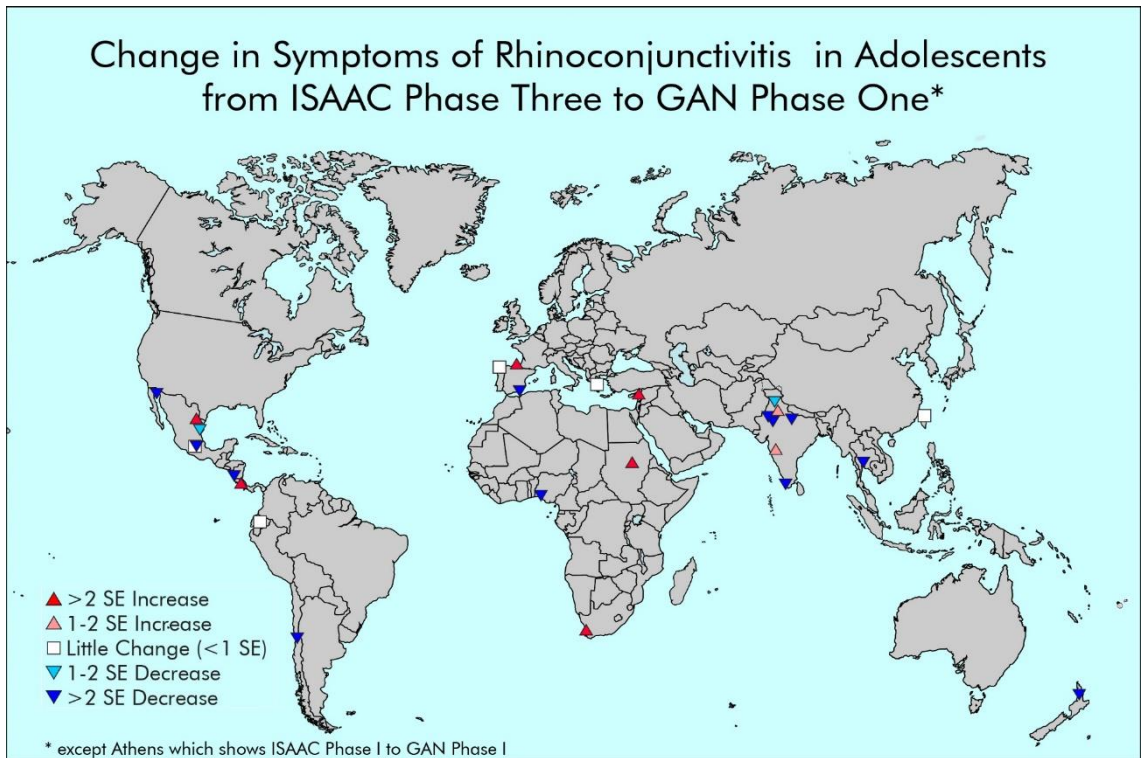 Change in Symptoms of Rhinoconjunctivitis in Adolescents
from ISAAC Phase Three to GAN Phase One*
>2 SE Increase
1-2 SE Increase
Little Change (<1 SE)
1-2 SE Decrease
>2 SE Decrease
* except Athens which shows ISAAC Phase I to GAN Phase I